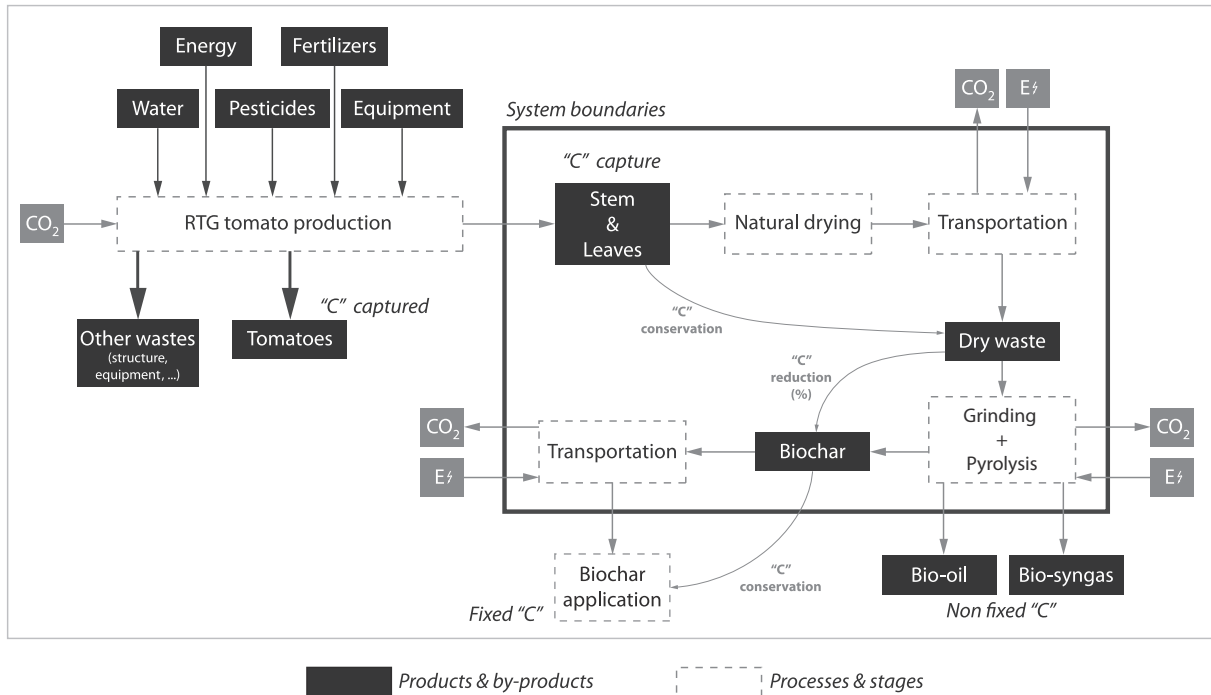 Energy
Fertilizers
Water
Pesticides
Equipment
CO₂
RTG tomato production
Other wastes
(structure,
equipment, ...)
Tomatoes
"C" captured
System boundaries
"C" capture
Stem
&
Leaves
Natural drying
Transportation
CO₂
E
"C"
conservation
Dry waste
"C"
reduction
(%)
Grinding
+
Pyrolysis
CO₂
E
Biochar
Transportation
CO₂
E
Biochar
application
Fixed "C"
"C"
conservation
Bio-oil
Bio-syngas
Non fixed "C"
Products & by-products
Processes & stages